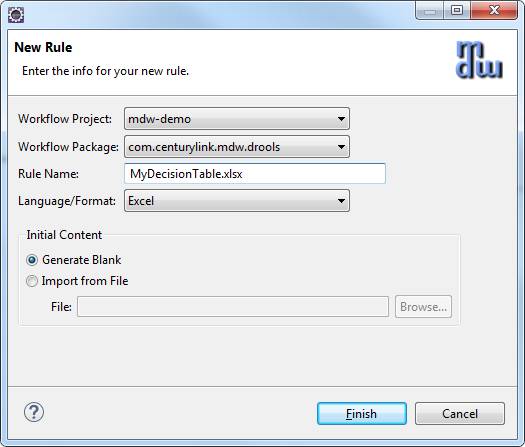 New Rule
Enter the info for your new rule.
mdw
Workflow Project: mdw-demo
Workflow Package: com.centurylink.mdw.drools
Rule Name: MyDecisionTable.xlsx
Language/Format: Excel
Initial Content
Generate Blank
Import from File
File: Browse...
? Finish Cancel